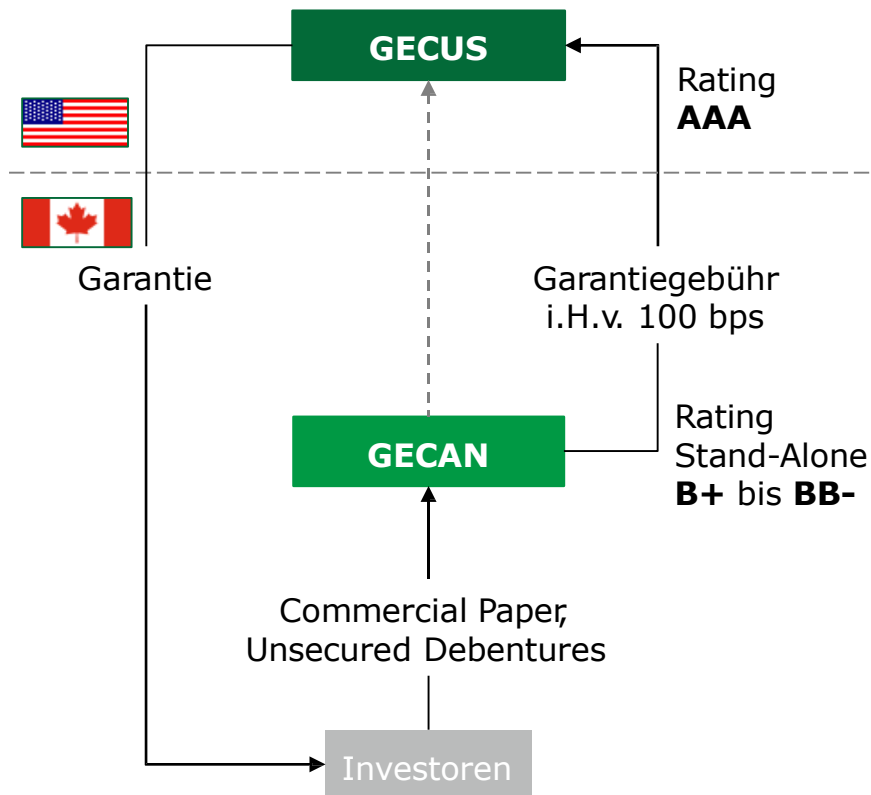 GECUS
Rating
AAA
Garantie
Garantiegebühr
i.H.v. 100 bps
Rating
Stand-Alone
B+ bis BB-
GECAN
Commercial Paper,
Unsecured Debentures
Investoren